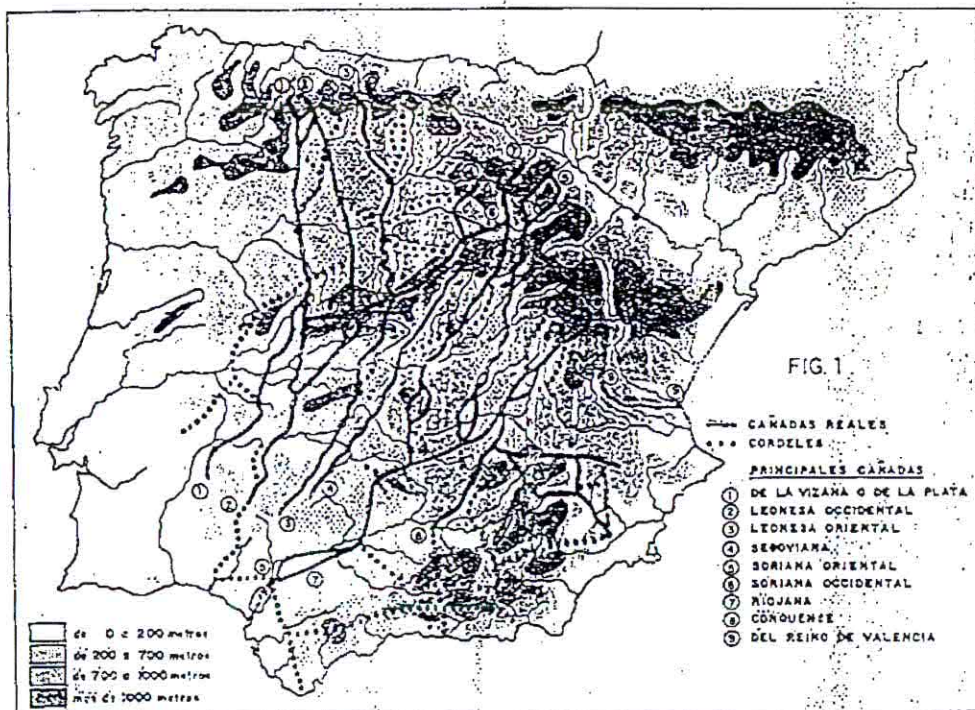 FIG. 1
CAÑADAS REALES
CORDELES
PRINCIPALES CAÑADAS
① DE LA VIZANA O DE LA PLATA
② LEONESA OCCIDENTAL
③ LEONESA ORIENTAL
④ SEGOVIANA
⑤ SORIANA ORIENTAL
⑥ SORIANA OCCIDENTAL
⑦ RIOJANA
⑧ CONQUENSE
⑨ DEL REINO DE VALENCIA
de 0 a 200 metros
de 200 a 700 metros
de 700 a 1000 metros
mas de 1000 metros